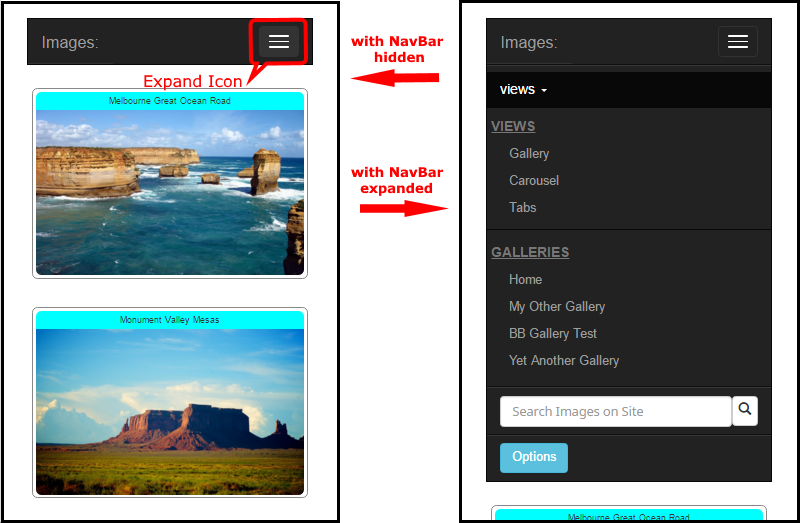 Images:
Expand Icon
Melbourne Great Ocean Road
Monument Valley Mesas
with NavBar
hidden
with NavBar
expanded
Images:
views
VIEWS
Gallery
Carousel
Tabs
GALLERIES
Home
My Other Gallery
BB Gallery Test
Yet Another Gallery
Search Images on Site
Options
Melbourne Great Ocean Road